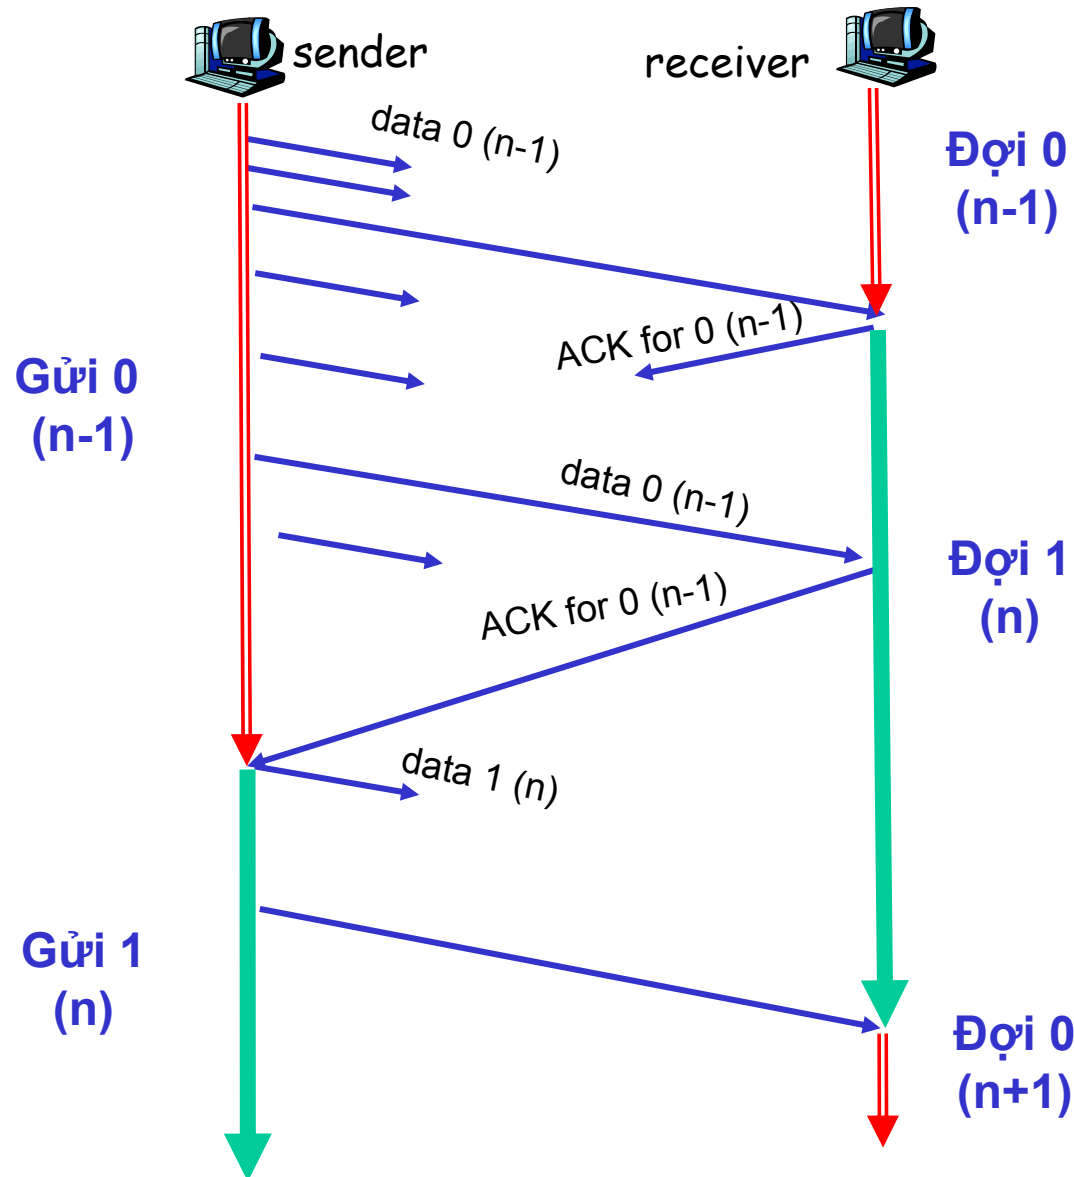 sender
receiver
data 0 (n-1)
Đợi 0
(n-1)
ACK for 0 (n-1)
Gửi 0
(n-1)
data 0 (n-1)
Đợi 1
(n)
ACK for 0 (n-1)
data 1 (n)
Gửi 1
(n)
Đợi 0
(n+1)